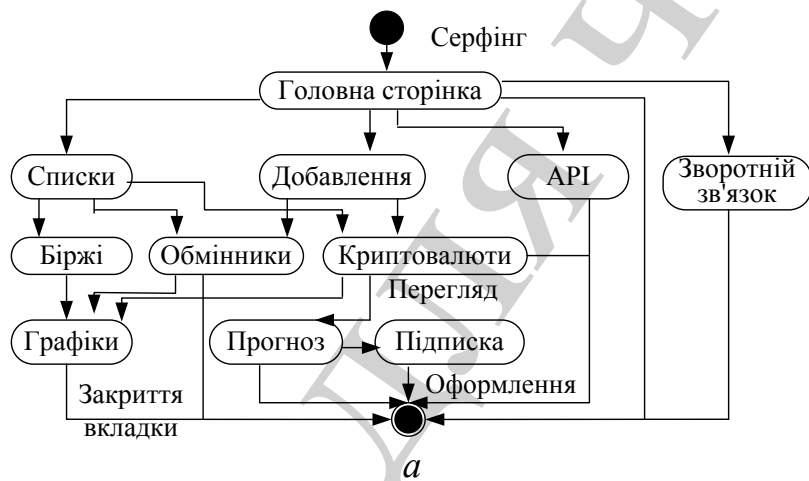 Серфінг
Головна сторінка
Списки
Добавлення
API
Зворотній
зв'язок
Біржі
Обмінники
Криптовалюти
Перегляд
Графіки
Прогноз
Підписка
Закриття
вкладки
Оформлення
а
ДЛЯ Ч